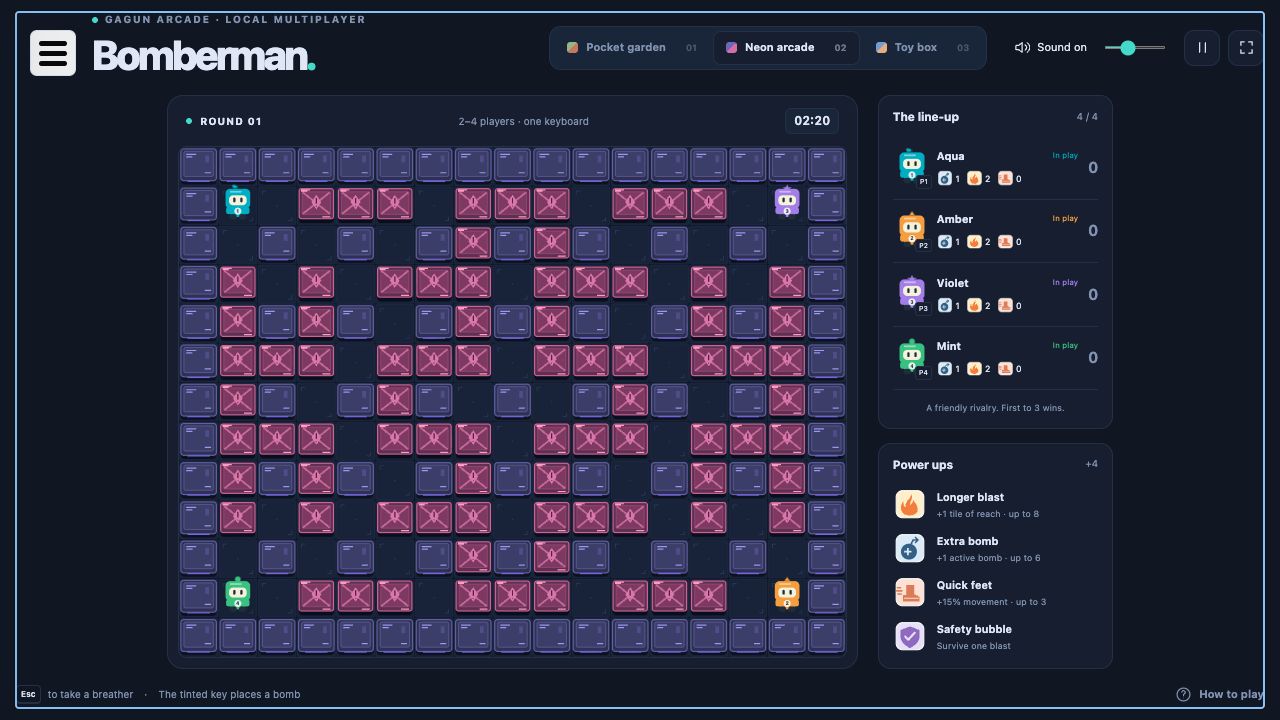 GAGUN ARCADE · LOCAL MULTIPLAYER
Bomberman.
Pocket garden 01
Neon arcade 02
Toy box 03
Sound on
ROUND 01
2–4 players · one keyboard
02:20
The line-up 4 / 4
Aqua In play 0
P1 1 2 0
Amber In play 0
P2 1 2 0
Violet In play 0
P3 1 2 0
Mint In play 0
P4 1 2 0
A friendly rivalry. First to 3 wins.
Power ups +4
Longer blast
+1 tile of reach · up to 8
Extra bomb
+1 active bomb · up to 6
Quick feet
+15% movement · up to 3
Safety bubble
Survive one blast
Esc to take a breather · The tinted key places a bomb
? How to play